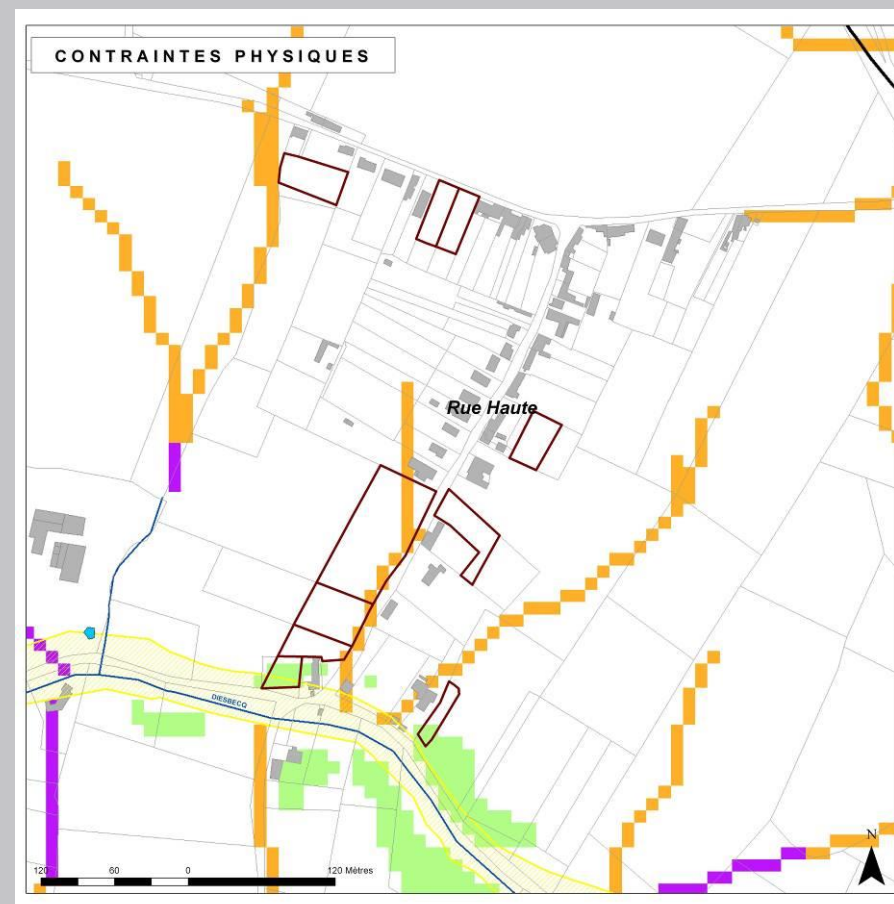 CONTRAINTES PHYSIQUES
Rue Haute
DIESBECQ
N
120 60 0 120 Mètres